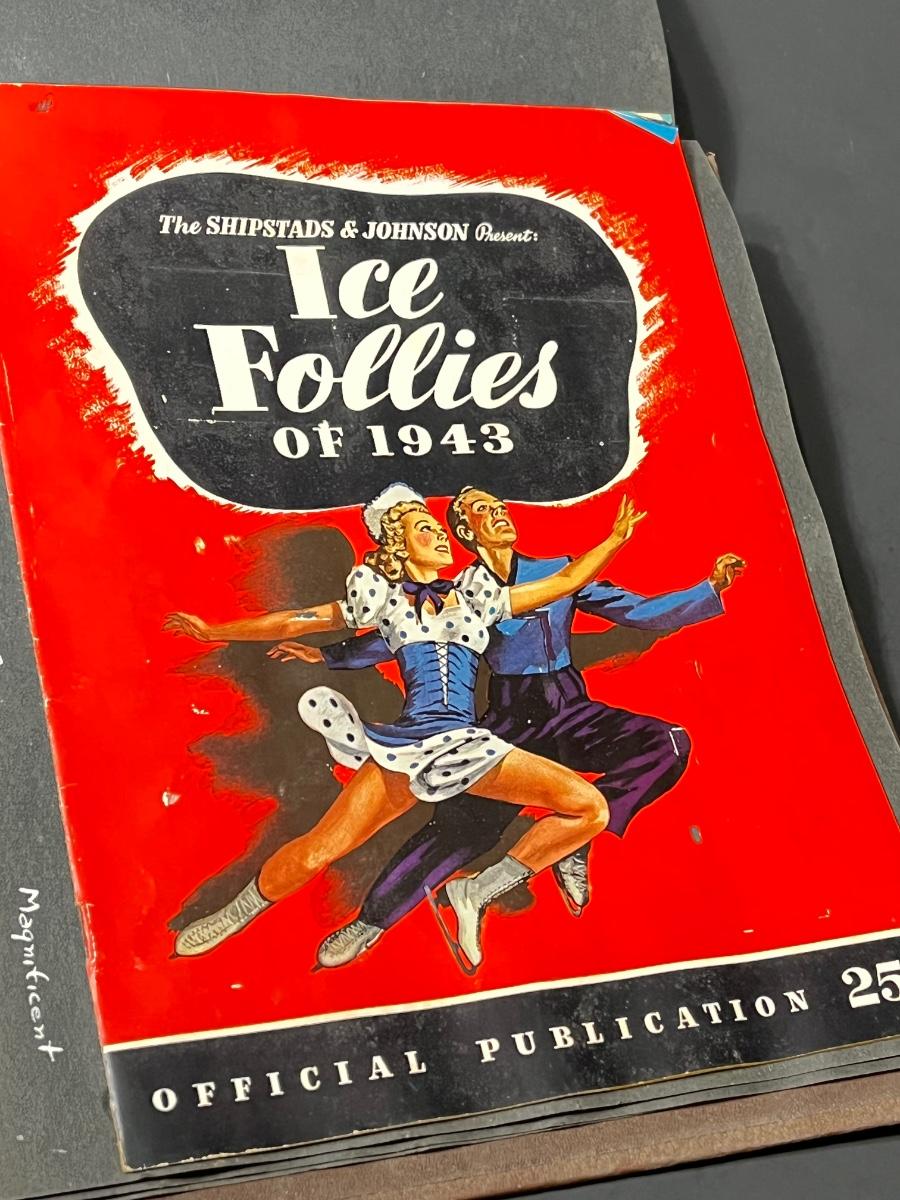 The SHIPSTADS & JOHNSON Present:
Ice
Follies
OF 1943
OFFICIAL PUBLICATION 25
Magnificent